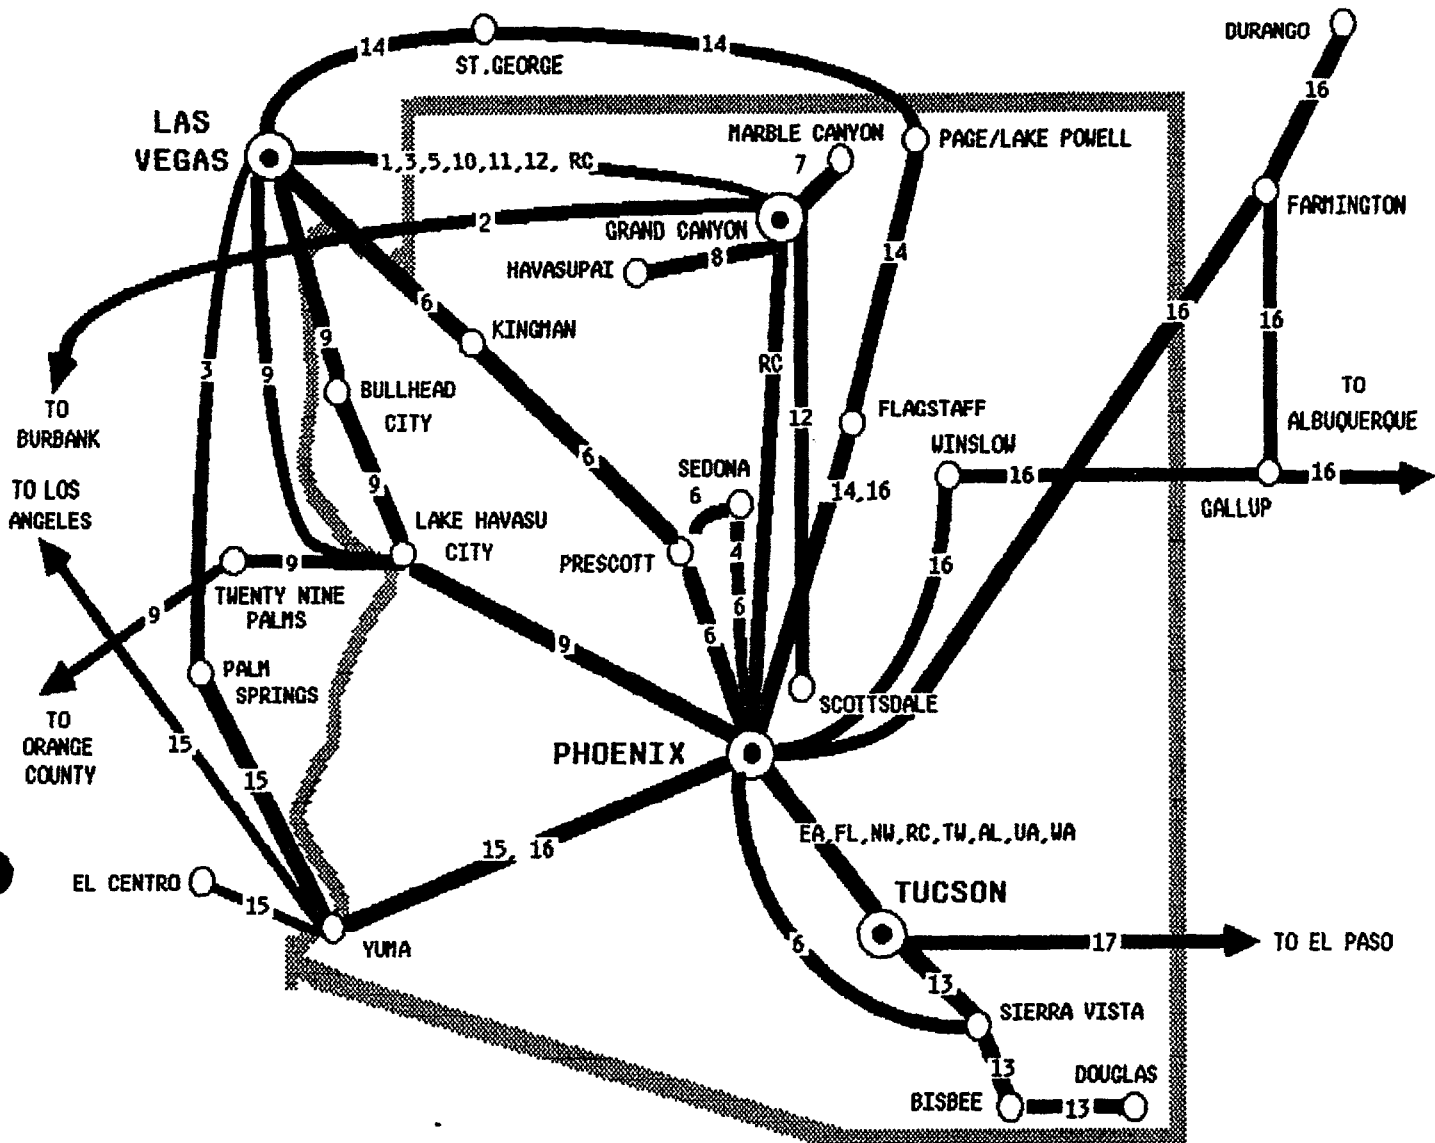 DURANGO
14
14
ST.GEORGE
16
LAS
VEGAS
MARBLE CANYON
PAGE/LAKE POWELL
1,3,5,10,11,12, RC
7
FARMINGTON
2
GRAND CANYON
14
HAVASUPAI
8
6
16
16
KINGMAN
9
RC
3
9
BULLHEAD
CITY
TO
ALBUQUERQUE
TO
BURBANK
12
FLAGSTAFF
WINSLOW
6
SEDONA
6
16
16
TO LOS
ANGELES
9
14,16
GALLUP
LAKE HAVASU
CITY
PRESCOTT
4
9
16
TWENTY NINE
PALMS
9
6
6
9
PALM
SPRINGS
SCOTTSDALE
TO
ORANGE
COUNTY
15
PHOENIX
15
15, 16
EA,FL,NW,RC,TW,AL,UA,WA
EL CENTRO
15
TUCSON
YUMA
6
17
TO EL PASO
13
SIERRA VISTA
13
DOUGLAS
BISBEE
13